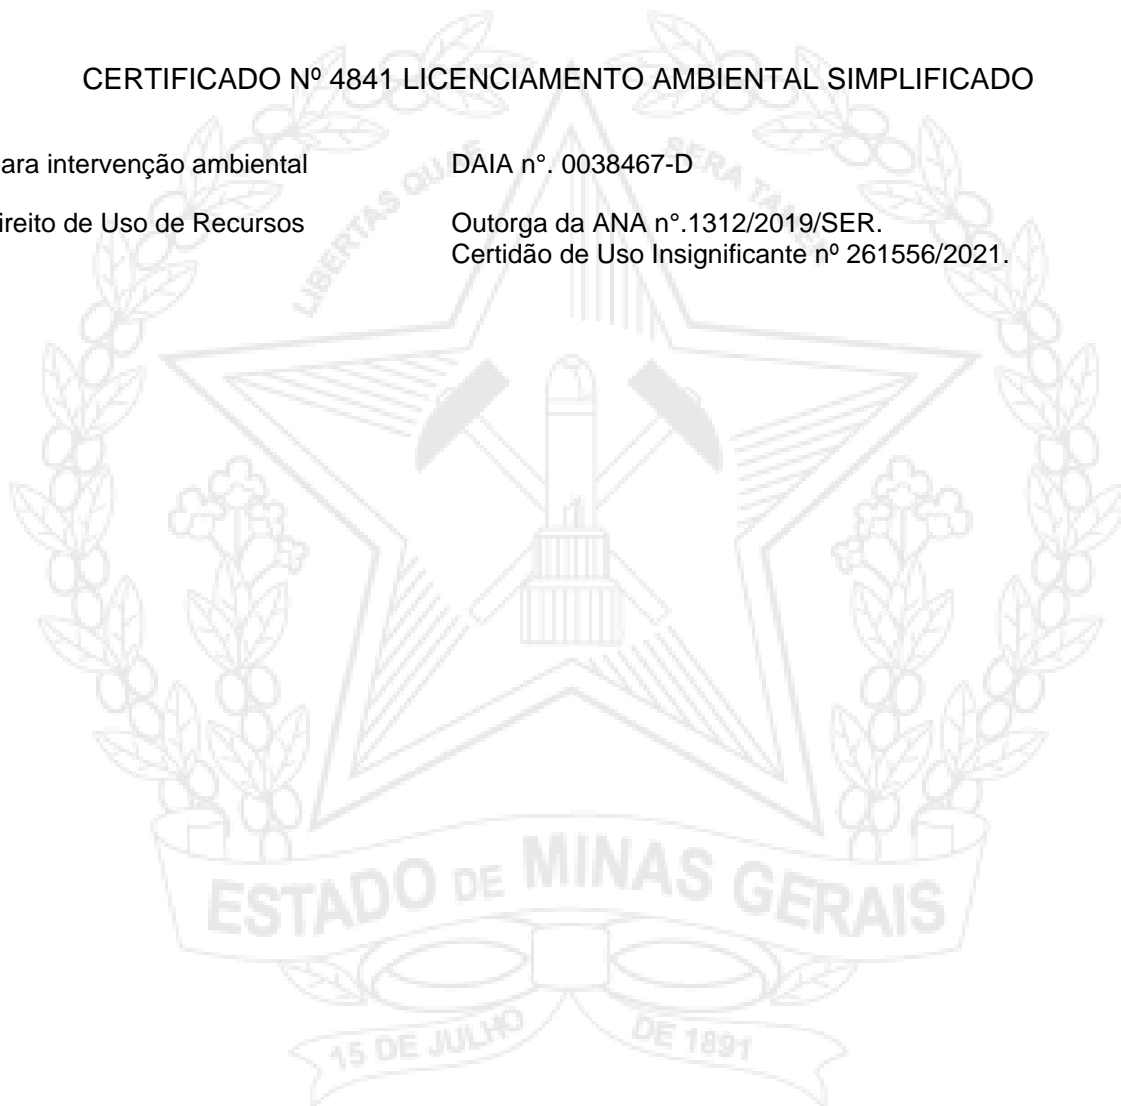 CERTIFICADO Nº 4841 LICENCIAMENTO AMBIENTAL SIMPLIFICADO
ara intervenção ambiental DAIA n°. 0038467-D
ireito de Uso de Recursos Outorga da ANA n°.1312/2019/SER.
Certidão de Uso Insignificante nº 261556/2021.
LIBERTAS QUAE SERA TAMEN
ESTADO DE MINAS GERAIS
15 DE JULHO DE 1891